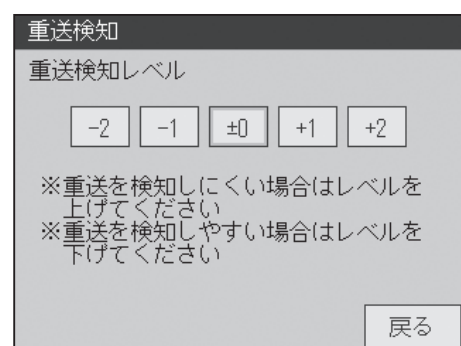 重送検知
重送検知レベル
-2 -1 ±0 +1 +2
※重送を検知しにくい場合はレベルを
上げてください
※重送を検知しやすい場合はレベルを
下げてください
戻る